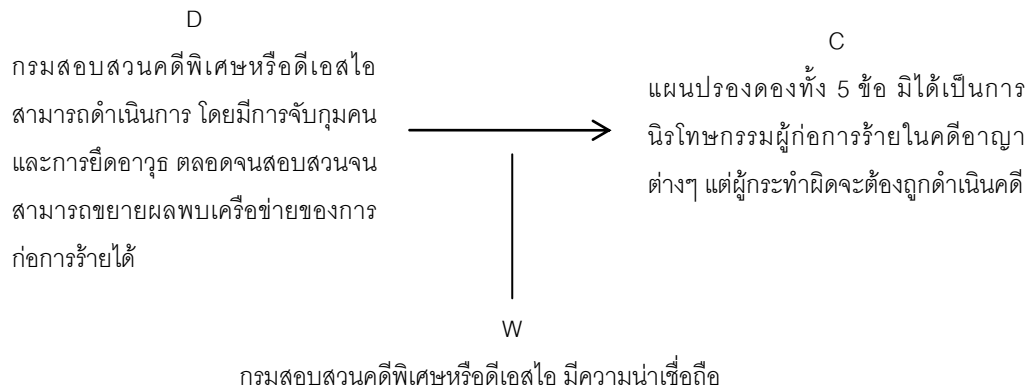 D
กรมสอบสวนคดีพิเศษหรือดีเอสไอ
สามารถดำเนินการ โดยมีการจับกุมคน
และการยึดอาวุธ ตลอดจนสอบสวนจน
สามารถขยายผลพบเครือข่ายของการ
ก่อการร้ายได้
C
แผนปรองดองทั้ง 5 ข้อ มิได้เป็นการ
นิรโทษกรรมผู้ก่อการร้ายในคดีอาญา
ต่างๆ แต่ผู้กระทำผิดจะต้องถูกดำเนินคดี
W
กรมสอบสวนคดีพิเศษหรือดีเอสไอ มีความน่าเชื่อถือ